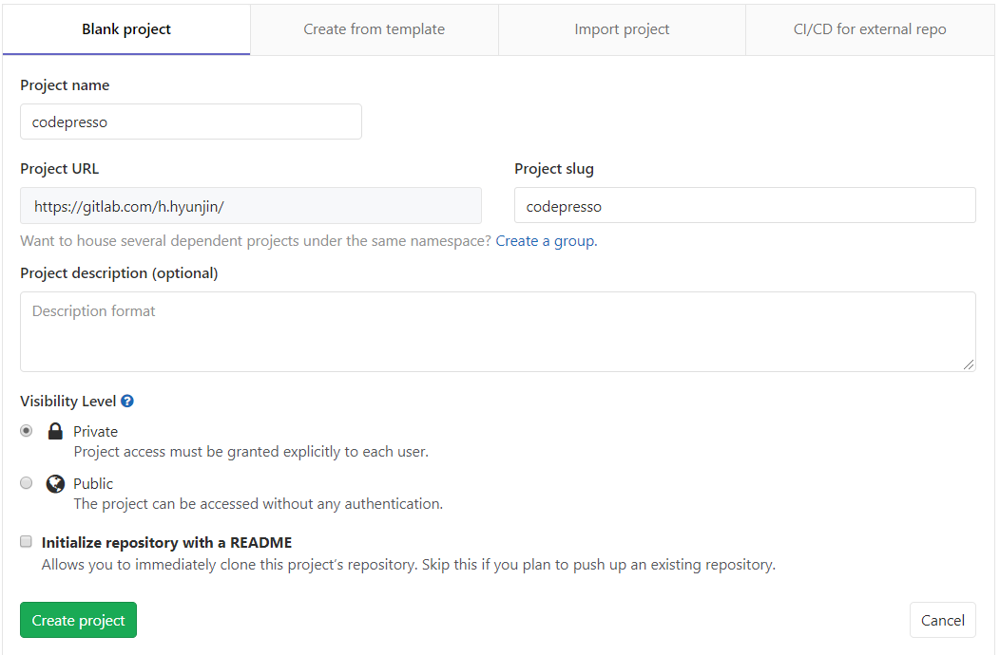 Blank project
Create from template
Import project
CI/CD for external repo
Project name
codepresso
Project URL
Project slug
https://gitlab.com/h.hyunjin/
codepresso
Want to house several dependent projects under the same namespace? Create a group.
Project description (optional)
Description format
Visibility Level
Private
Project access must be granted explicitly to each user.
Public
The project can be accessed without any authentication.
Initialize repository with a README
Allows you to immediately clone this project’s repository. Skip this if you plan to push up an existing repository.
Create project
Cancel